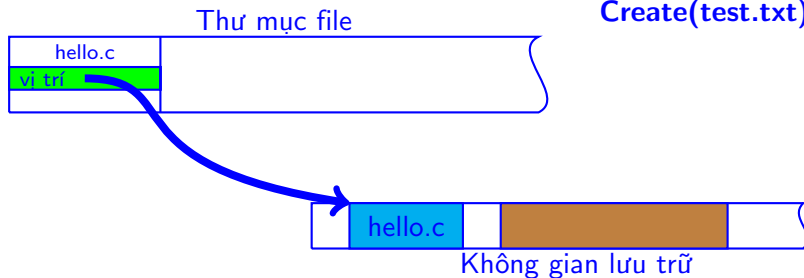 Create(test.txt)
Thư mục file
hello.c
vị trí
hello.c
Không gian lưu trữ